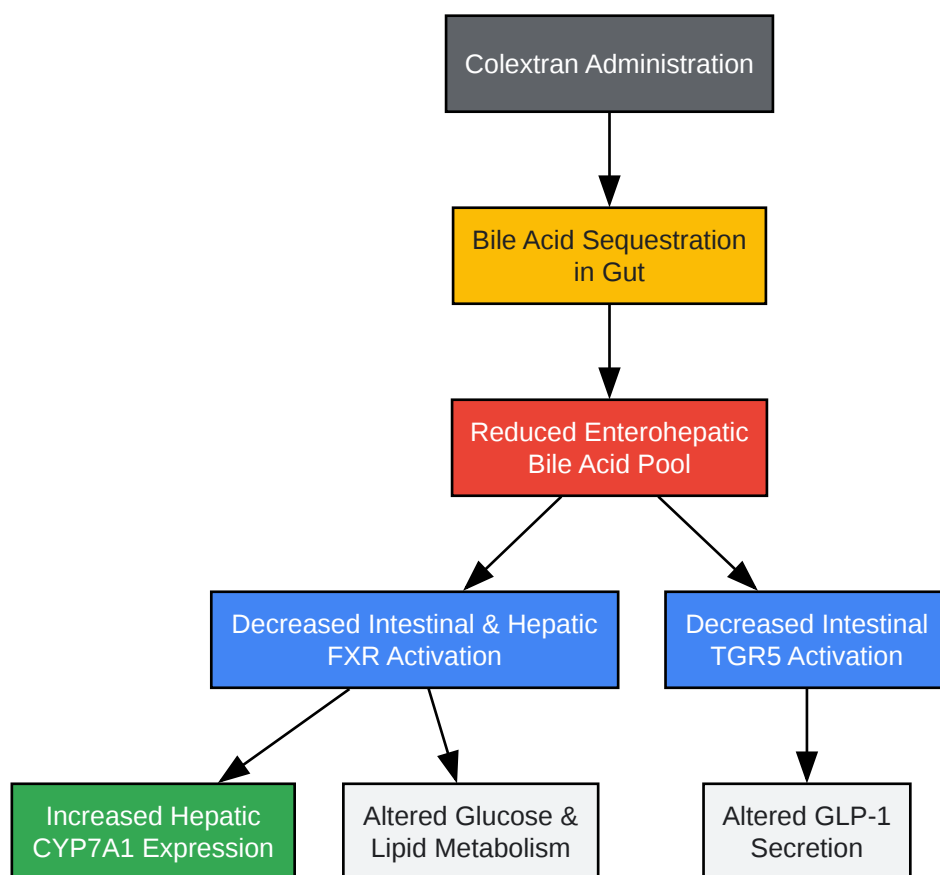 Colextran Administration
Bile Acid Sequestration
in Gut
Reduced Enterohepatic
Bile Acid Pool
Decreased Intestinal & Hepatic
FXR Activation
Decreased Intestinal
TGR5 Activation
Increased Hepatic
CYP7A1 Expression
Altered Glucose &
Lipid Metabolism
Altered GLP-1
Secretion